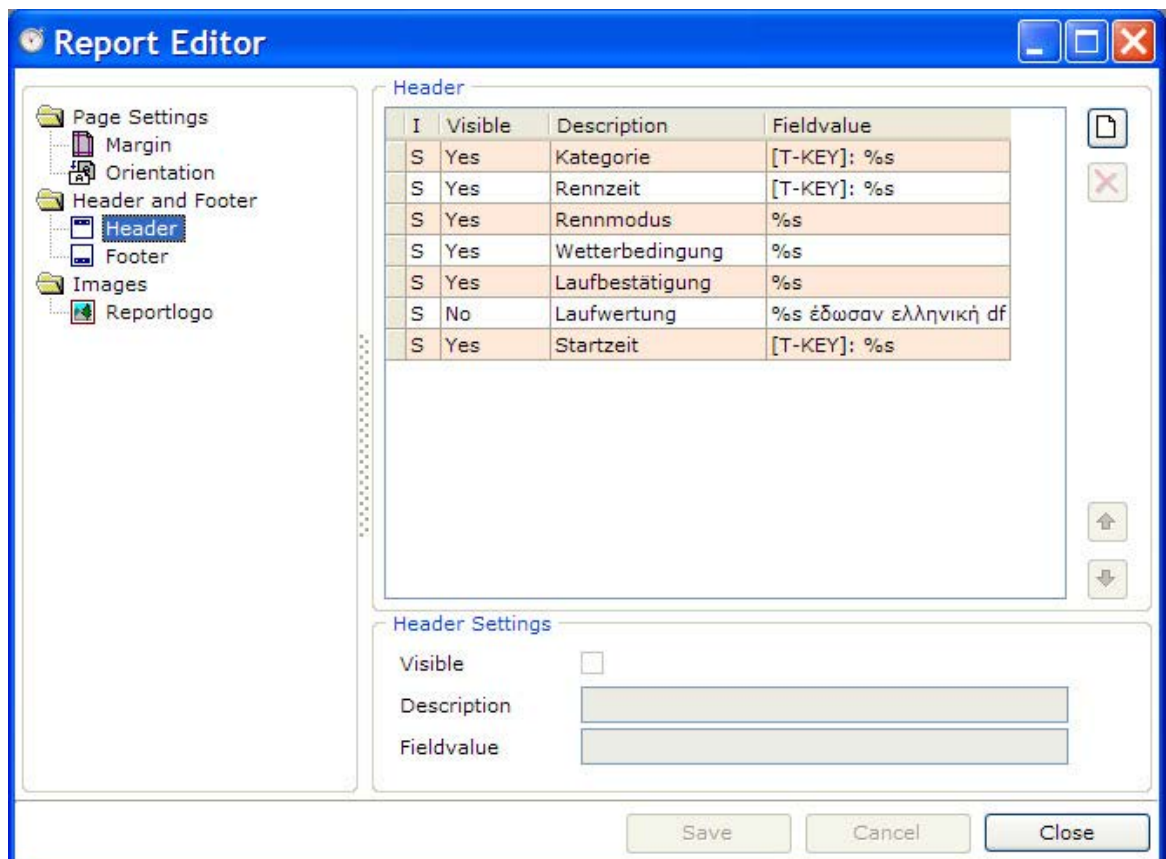 Report Editor
Page Settings
Margin
Orientation
Header and Footer
Header
Footer
Images
Reportlogo
Header
I Visible Description Fieldvalue
S Yes Kategorie [T-KEY]: %s
S Yes Rennzeit [T-KEY]: %s
S Yes Rennmodus %s
S Yes Wetterbedingung %s
S Yes Laufbestätigung %s
S No Laufwertung %s έδωσαν ελληνική df
S Yes Startzeit [T-KEY]: %s
Header Settings
Visible
Description
Fieldvalue
Save Cancel Close